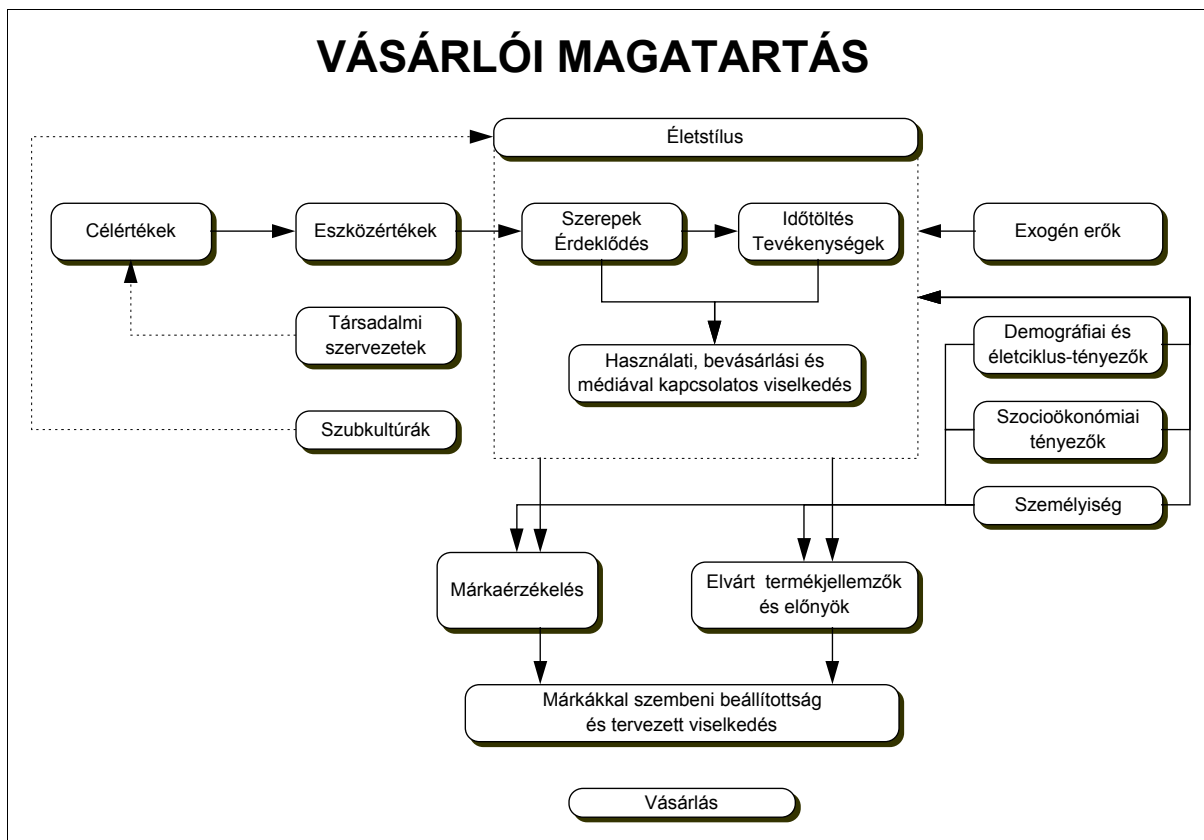 VÁSÁRLÓI MAGATARTÁS
Életstílus
Célértékek
Eszközértékek
Szerepek
Érdeklődés
Időtöltés
Tevékenységek
Exogén erők
Társadalmi
szervezetek
Használati, bevásárlási és
médiával kapcsolatos viselkedés
Demográfiai és
életciklus-tényezők
Szubkultúrák
Szocioökonómiai
tényezők
Személyiség
Márkaérzékelés
Elvárt termékjellemzők
és előnyök
Márkákkal szembeni beállítottság
és tervezett viselkedés
Vásárlás